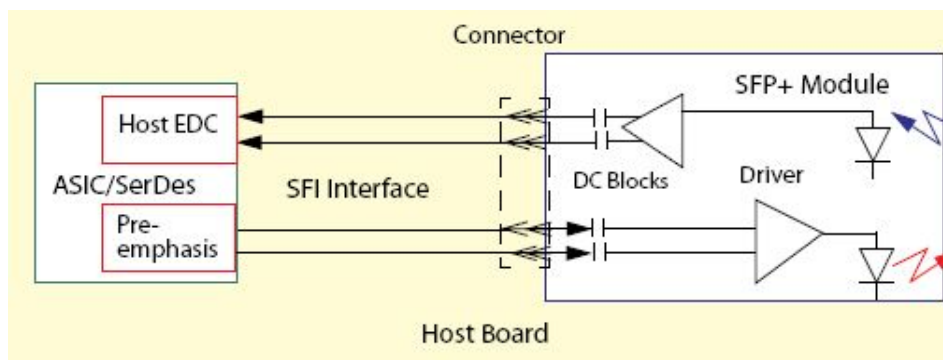 Connector
SFP+ Module
Host EDC
ASIC/SerDes
SFI Interface
DC Blocks
Driver
Pre-
emphasis
Host Board